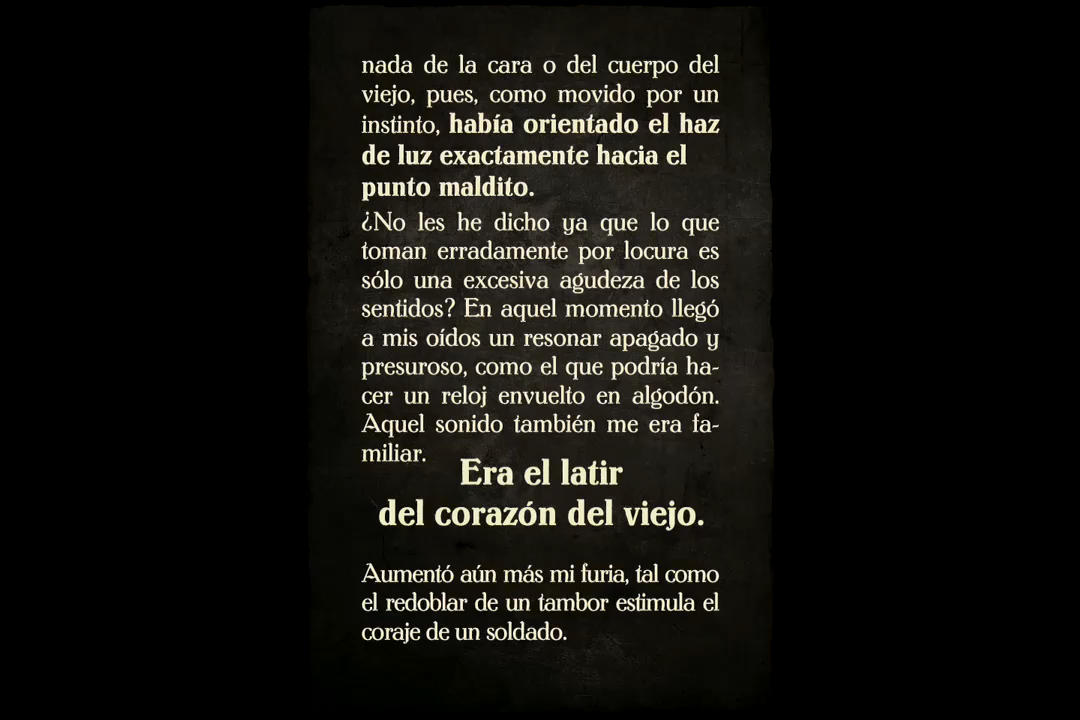 nada de la cara o del cuerpo del
viejo, pues, como movido por un
instinto, había orientado el haz
de luz exactamente hacia el
punto maldito.
¿No les he dicho ya que lo que
toman erradamente por locura es
sólo una excesiva agudeza de los
sentidos? En aquel momento llegó
a mis oídos un resonar apagado y
presuroso, como el que podría ha-
cer un reloj envuelto en algodón.
Aquel sonido también me era fa-
miliar.
Era el latir
del corazón del viejo.
Aumentó aún más mi furia, tal como
el redoblar de un tambor estimula el
coraje de un soldado.